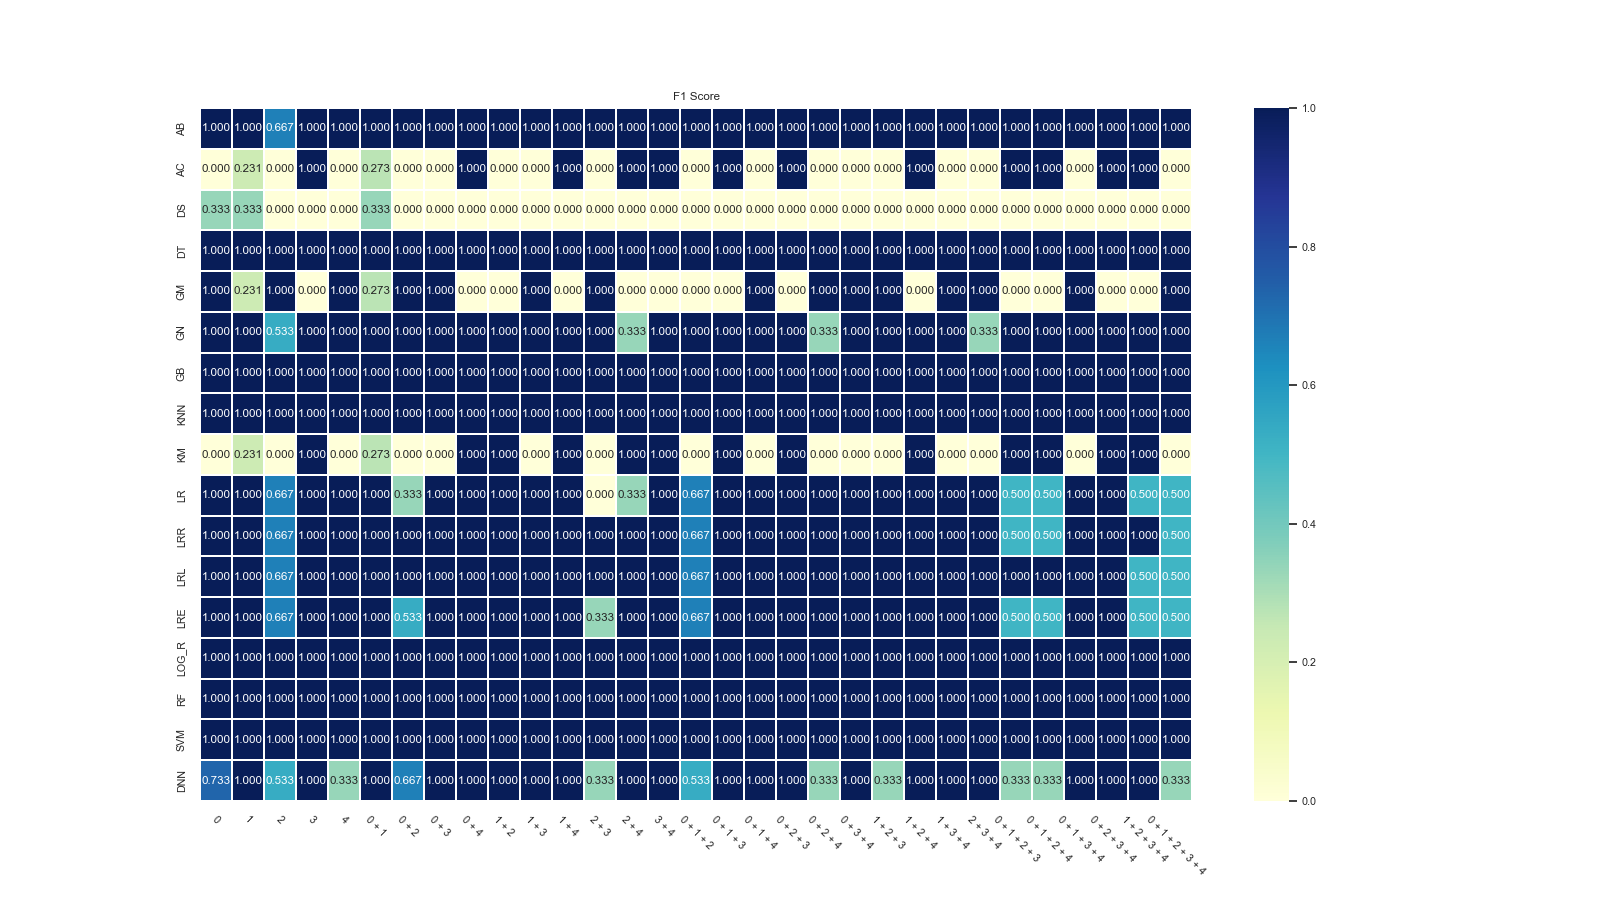 F1 Score
AB 1.000 1.000 0.667 1.000 1.000 1.000 1.000 1.000 1.000 1.000 1.000 1.000 1.000 1.000 1.000 1.000 1.000 1.000 1.000 1.000 1.000 1.000 1.000 1.000 1.000 1.000 1.000 1.000 1.000 1.000 1.000
AC 0.000 0.231 0.000 1.000 0.000 0.273 0.000 0.000 1.000 0.000 0.000 1.000 0.000 1.000 1.000 0.000 1.000 0.000 1.000 0.000 0.000 0.000 1.000 0.000 0.000 1.000 1.000 0.000 1.000 1.000 0.000
DS 0.333 0.333 0.000 0.000 0.000 0.333 0.000 0.000 0.000 0.000 0.000 0.000 0.000 0.000 0.000 0.000 0.000 0.000 0.000 0.000 0.000 0.000 0.000 0.000 0.000 0.000 0.000 0.000 0.000 0.000 0.000
DT 1.000 1.000 1.000 1.000 1.000 1.000 1.000 1.000 1.000 1.000 1.000 1.000 1.000 1.000 1.000 1.000 1.000 1.000 1.000 1.000 1.000 1.000 1.000 1.000 1.000 1.000 1.000 1.000 1.000 1.000 1.000
GM 1.000 0.231 1.000 0.000 1.000 0.273 1.000 1.000 0.000 0.000 1.000 0.000 1.000 0.000 0.000 0.000 0.000 1.000 0.000 1.000 1.000 1.000 0.000 1.000 1.000 0.000 0.000 1.000 0.000 0.000 1.000
GN 1.000 1.000 0.533 1.000 1.000 1.000 1.000 1.000 1.000 1.000 1.000 1.000 1.000 0.333 1.000 1.000 1.000 1.000 1.000 0.333 1.000 1.000 1.000 1.000 0.333 1.000 1.000 1.000 1.000 1.000 1.000
GB 1.000 1.000 1.000 1.000 1.000 1.000 1.000 1.000 1.000 1.000 1.000 1.000 1.000 1.000 1.000 1.000 1.000 1.000 1.000 1.000 1.000 1.000 1.000 1.000 1.000 1.000 1.000 1.000 1.000 1.000 1.000
KNN 1.000 1.000 1.000 1.000 1.000 1.000 1.000 1.000 1.000 1.000 1.000 1.000 1.000 1.000 1.000 1.000 1.000 1.000 1.000 1.000 1.000 1.000 1.000 1.000 1.000 1.000 1.000 1.000 1.000 1.000 1.000
KM 0.000 0.231 0.000 1.000 0.000 0.273 0.000 0.000 1.000 1.000 0.000 1.000 0.000 1.000 1.000 0.000 1.000 0.000 1.000 0.000 0.000 0.000 1.000 0.000 0.000 1.000 1.000 0.000 1.000 1.000 0.000
LR 1.000 1.000 0.667 1.000 1.000 1.000 0.333 1.000 1.000 1.000 1.000 1.000 0.000 0.333 1.000 0.667 1.000 1.000 1.000 1.000 1.000 1.000 1.000 1.000 1.000 0.500 0.500 1.000 1.000 0.500 0.500
LRR 1.000 1.000 0.667 1.000 1.000 1.000 1.000 1.000 1.000 1.000 1.000 1.000 1.000 1.000 1.000 0.667 1.000 1.000 1.000 1.000 1.000 1.000 1.000 1.000 1.000 0.500 0.500 1.000 1.000 1.000 0.500
LRL 1.000 1.000 0.667 1.000 1.000 1.000 1.000 1.000 1.000 1.000 1.000 1.000 1.000 1.000 1.000 0.667 1.000 1.000 1.000 1.000 1.000 1.000 1.000 1.000 1.000 1.000 1.000 1.000 1.000 0.500 0.500
LRE 1.000 1.000 0.667 1.000 1.000 1.000 0.533 1.000 1.000 1.000 1.000 1.000 0.333 1.000 1.000 0.667 1.000 1.000 1.000 1.000 1.000 1.000 1.000 1.000 1.000 0.500 0.500 1.000 1.000 0.500 0.500
LOG_R 1.000 1.000 1.000 1.000 1.000 1.000 1.000 1.000 1.000 1.000 1.000 1.000 1.000 1.000 1.000 1.000 1.000 1.000 1.000 1.000 1.000 1.000 1.000 1.000 1.000 1.000 1.000 1.000 1.000 1.000 1.000
RF 1.000 1.000 1.000 1.000 1.000 1.000 1.000 1.000 1.000 1.000 1.000 1.000 1.000 1.000 1.000 1.000 1.000 1.000 1.000 1.000 1.000 1.000 1.000 1.000 1.000 1.000 1.000 1.000 1.000 1.000 1.000
SVM 1.000 1.000 1.000 1.000 1.000 1.000 1.000 1.000 1.000 1.000 1.000 1.000 1.000 1.000 1.000 1.000 1.000 1.000 1.000 1.000 1.000 1.000 1.000 1.000 1.000 1.000 1.000 1.000 1.000 1.000 1.000
DNN 0.733 1.000 0.533 1.000 0.333 1.000 0.667 1.000 1.000 1.000 1.000 1.000 0.333 1.000 1.000 0.533 1.000 1.000 1.000 0.333 1.000 0.333 1.000 1.000 1.000 0.333 0.333 1.000 1.000 1.000 0.333
0
1
2
3
4
0 + 1
0 + 2
0 + 3
0 + 4
1 + 2
1 + 3
1 + 4
2 + 3
2 + 4
3 + 4
0 + 1 + 2
0 + 1 + 3
0 + 1 + 4
0 + 2 + 3
0 + 2 + 4
0 + 3 + 4
1 + 2 + 3
1 + 2 + 4
1 + 3 + 4
2 + 3 + 4
0 + 1 + 2 + 3
0 + 1 + 2 + 4
0 + 1 + 3 + 4
0 + 2 + 3 + 4
1 + 2 + 3 + 4
0 + 1 + 2 + 3 + 4
1.0
0.8
0.6
0.4
0.2
0.0